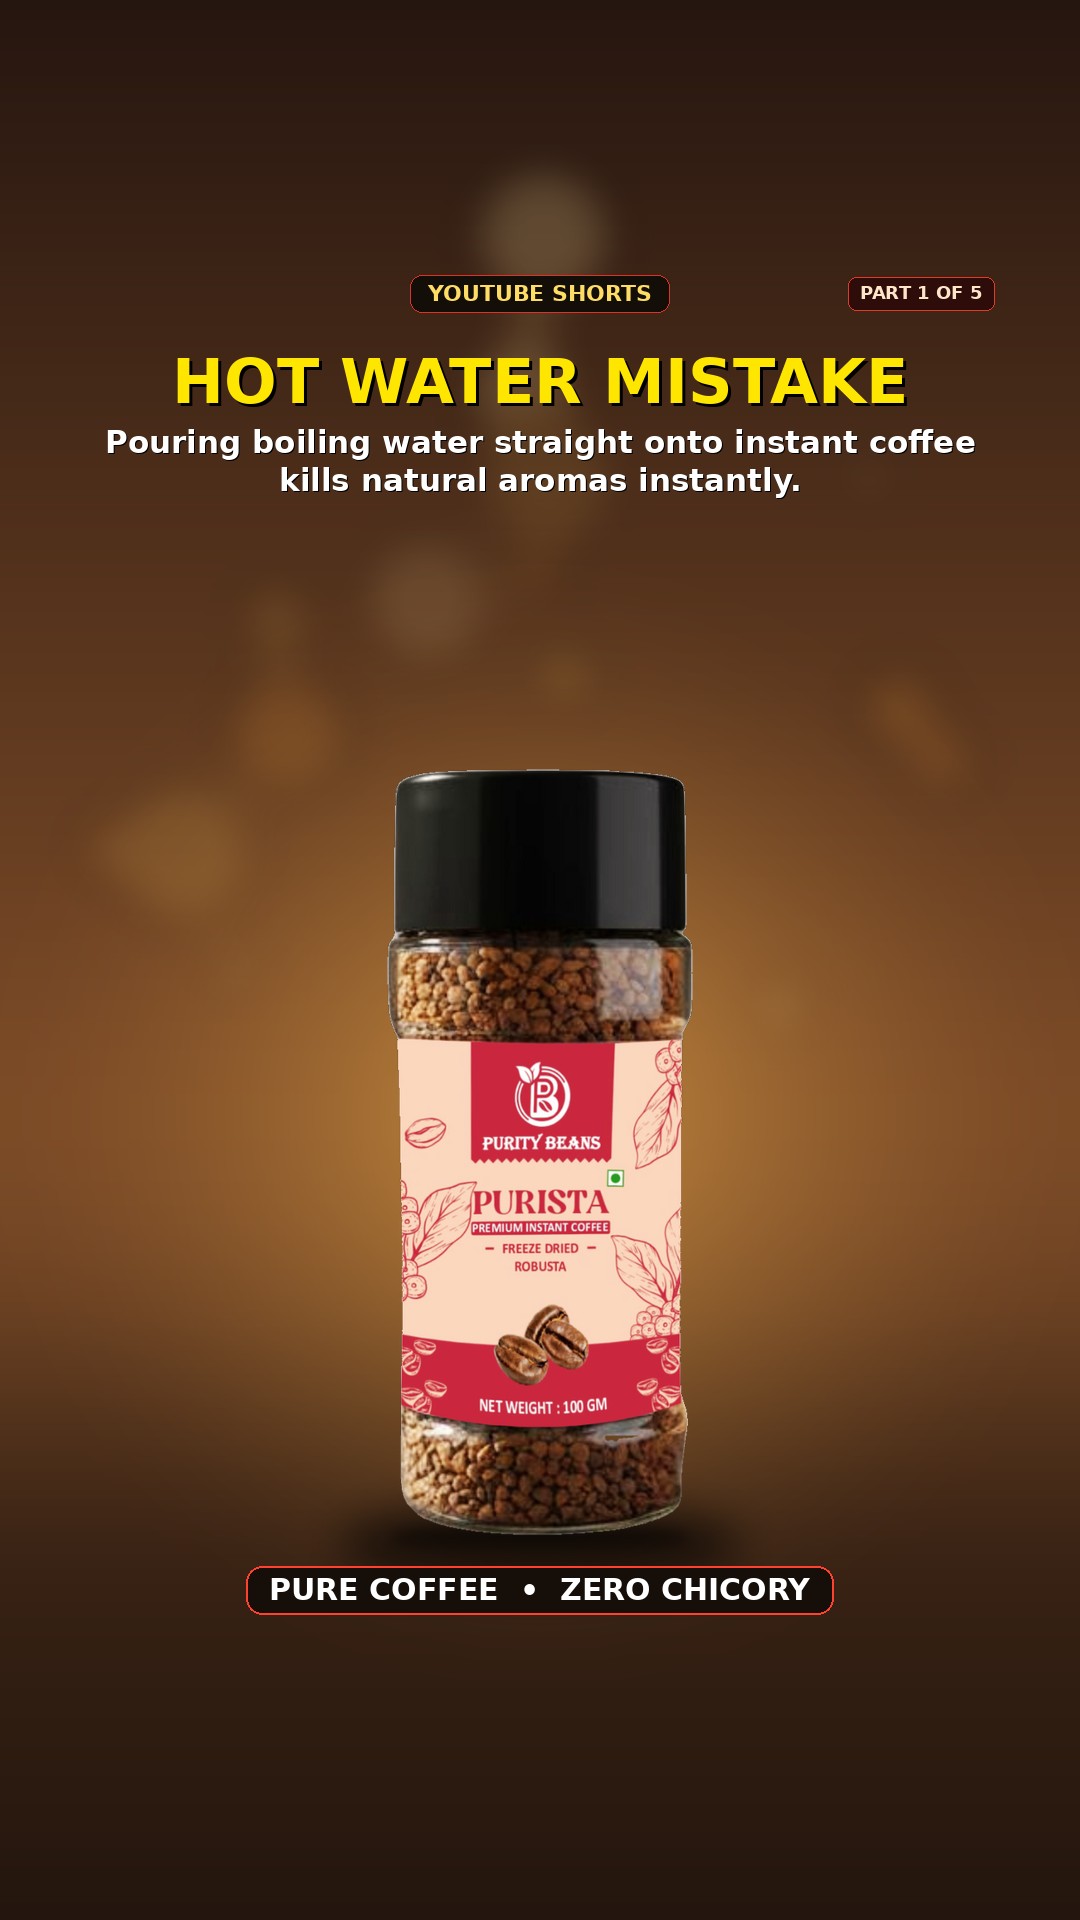 YOUTUBE SHORTS
PART 1 OF 5
HOT WATER MISTAKE
Pouring boiling water straight onto instant coffee
kills natural aromas instantly.
PURITY BEANS
PURISTA
PREMIUM INSTANT COFFEE
– FREEZE DRIED –
ROBUSTA
NET WEIGHT : 100 GM
PURE COFFEE • ZERO CHICORY